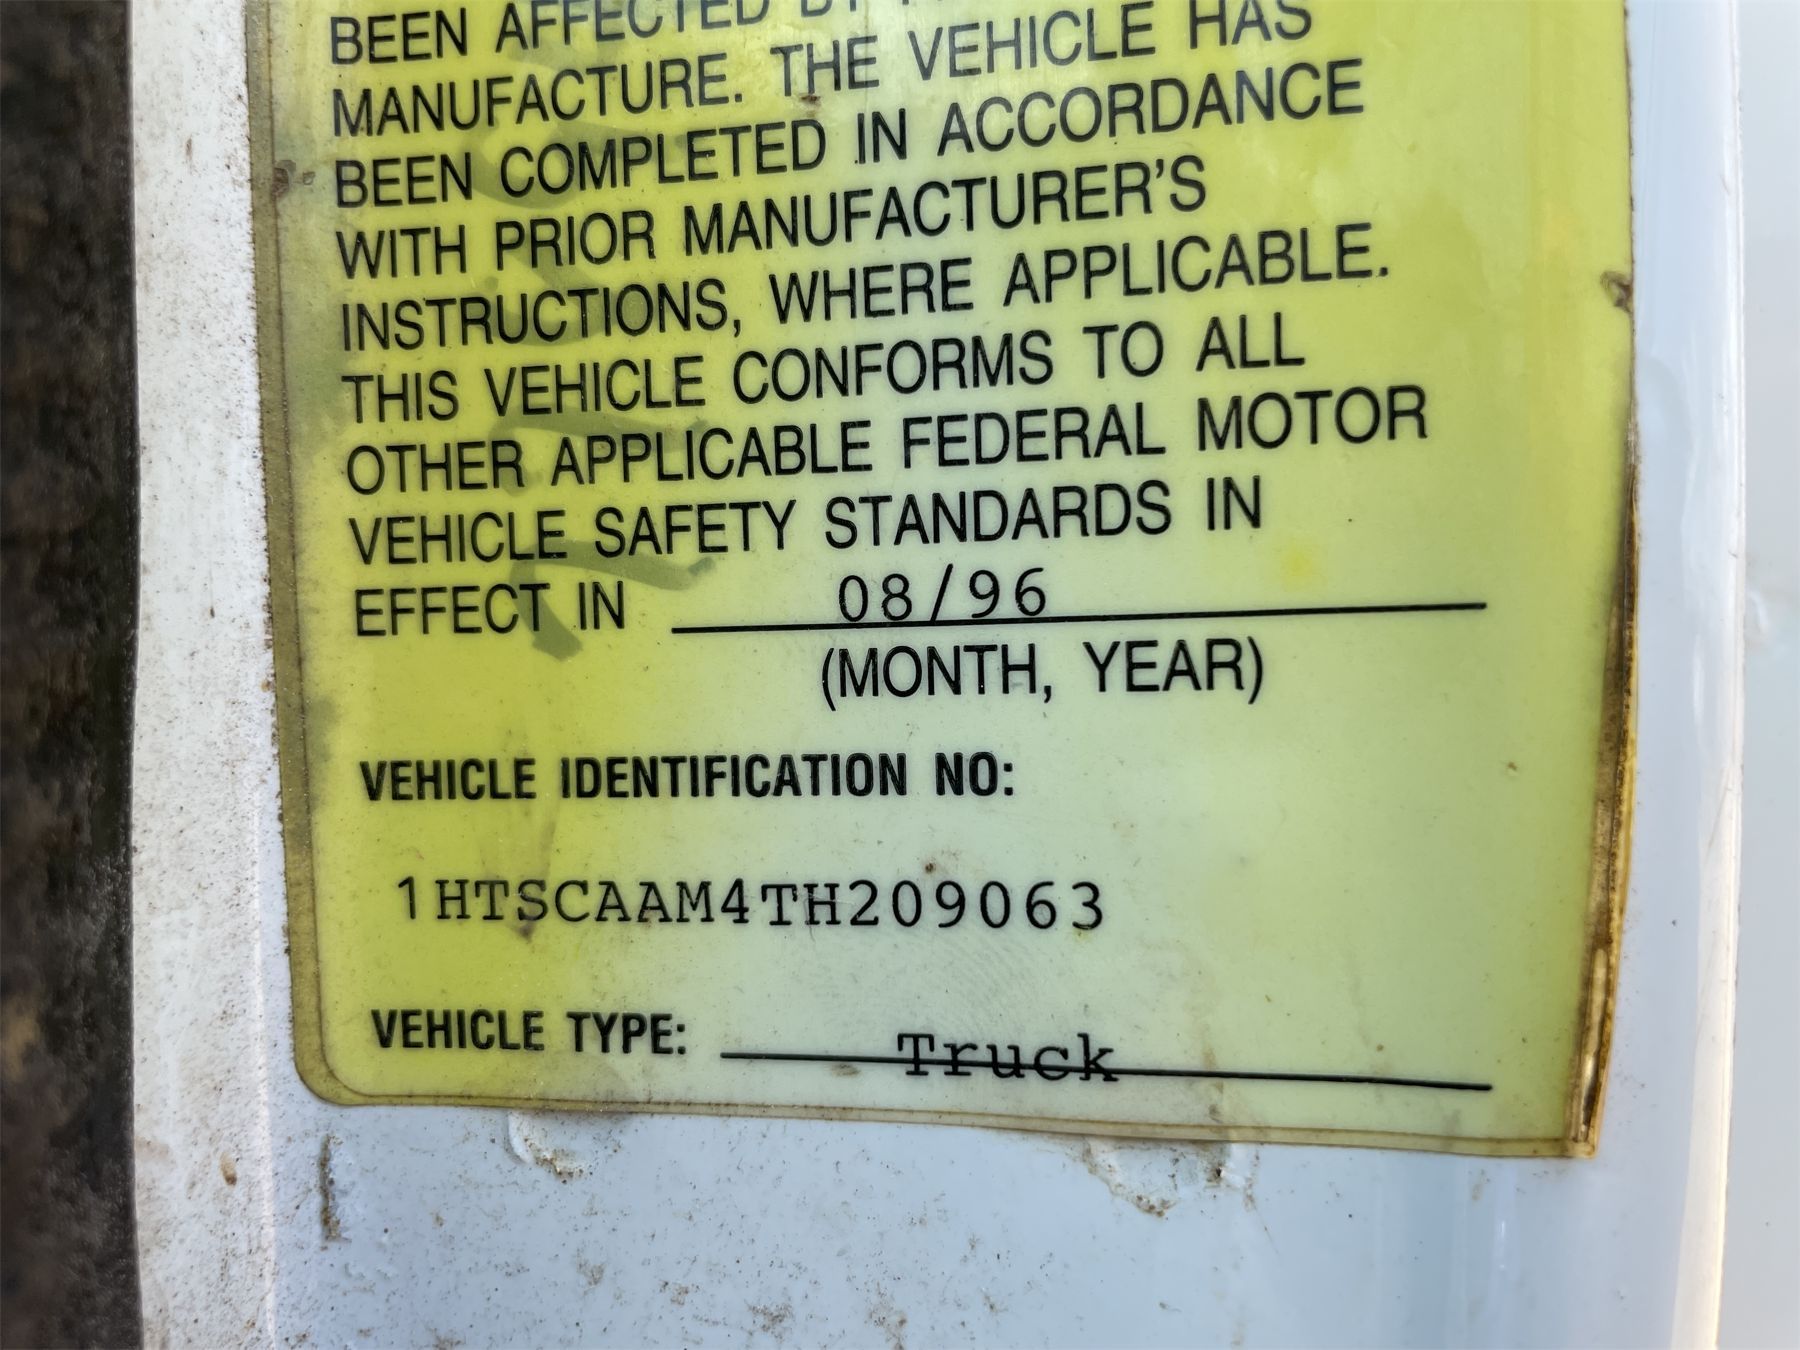 BEEN AFFECTED BY
MANUFACTURE. THE VEHICLE HAS
BEEN COMPLETED IN ACCORDANCE
WITH PRIOR MANUFACTURER'S
INSTRUCTIONS, WHERE APPLICABLE.
THIS VEHICLE CONFORMS TO ALL
OTHER APPLICABLE FEDERAL MOTOR
VEHICLE SAFETY STANDARDS IN
EFFECT IN 08/96
(MONTH, YEAR)
VEHICLE IDENTIFICATION NO:
1HTSCAAM4TH209063
VEHICLE TYPE: Truck